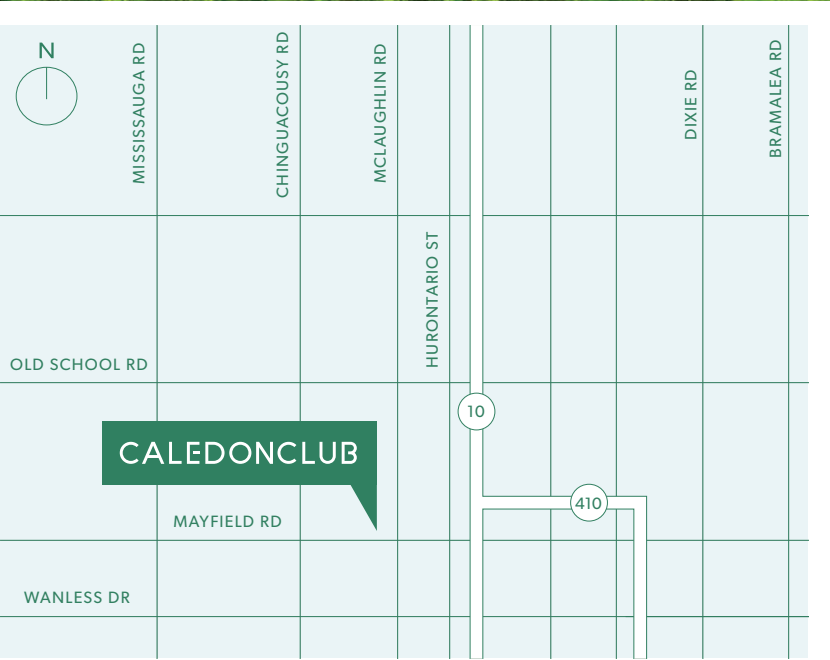 N
MISSISSAUGA RD
CHINGUACOUSY RD
MCLAUGHLIN RD
DIXIE RD
BRAMALEA RD
HURONTARIO ST
OLD SCHOOL RD
10
CALEDONCLUB
410
MAYFIELD RD
WANLESS DR